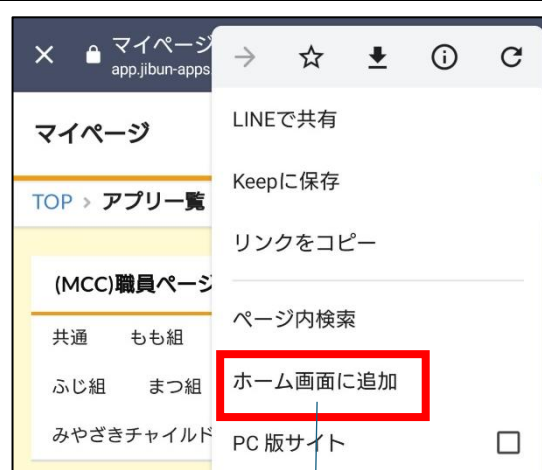 マイページ
app.jibun-apps
マイページ
TOP > アプリ一覧
(MCC)職員ページ
共通 もも組
ふじ組 まつ組
みやざきチャイルド
LINEで共有
Keepに保存
リンクをコピー
ページ内検索
ホーム画面に追加
PC 版サイト